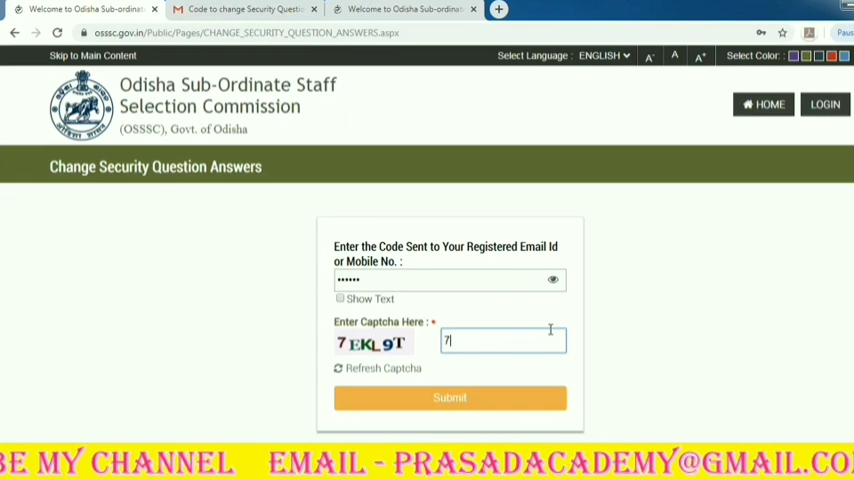 Welcome to Odisha Sub-ordinat
Code to change Security Questio
Welcome to Odisha Sub-ordinat
osssc.gov.in/Public/Pages/CHANGE_SECURITY_QUESTION_ANSWERS.aspx
Paus
Skip to Main Content
Select Language : ENGLISH
A-
A
A+
Select Color :
Odisha Sub-Ordinate Staff
Selection Commission
(OSSSC), Govt. of Odisha
HOME
LOGIN
Change Security Question Answers
Enter the Code Sent to Your Registered Email Id
or Mobile No. :
••••••
Show Text
Enter Captcha Here : *
7EKL9T
7
Refresh Captcha
Submit
BE MY CHANNEL EMAIL - PRASADACADEMY@GMAIL.CO